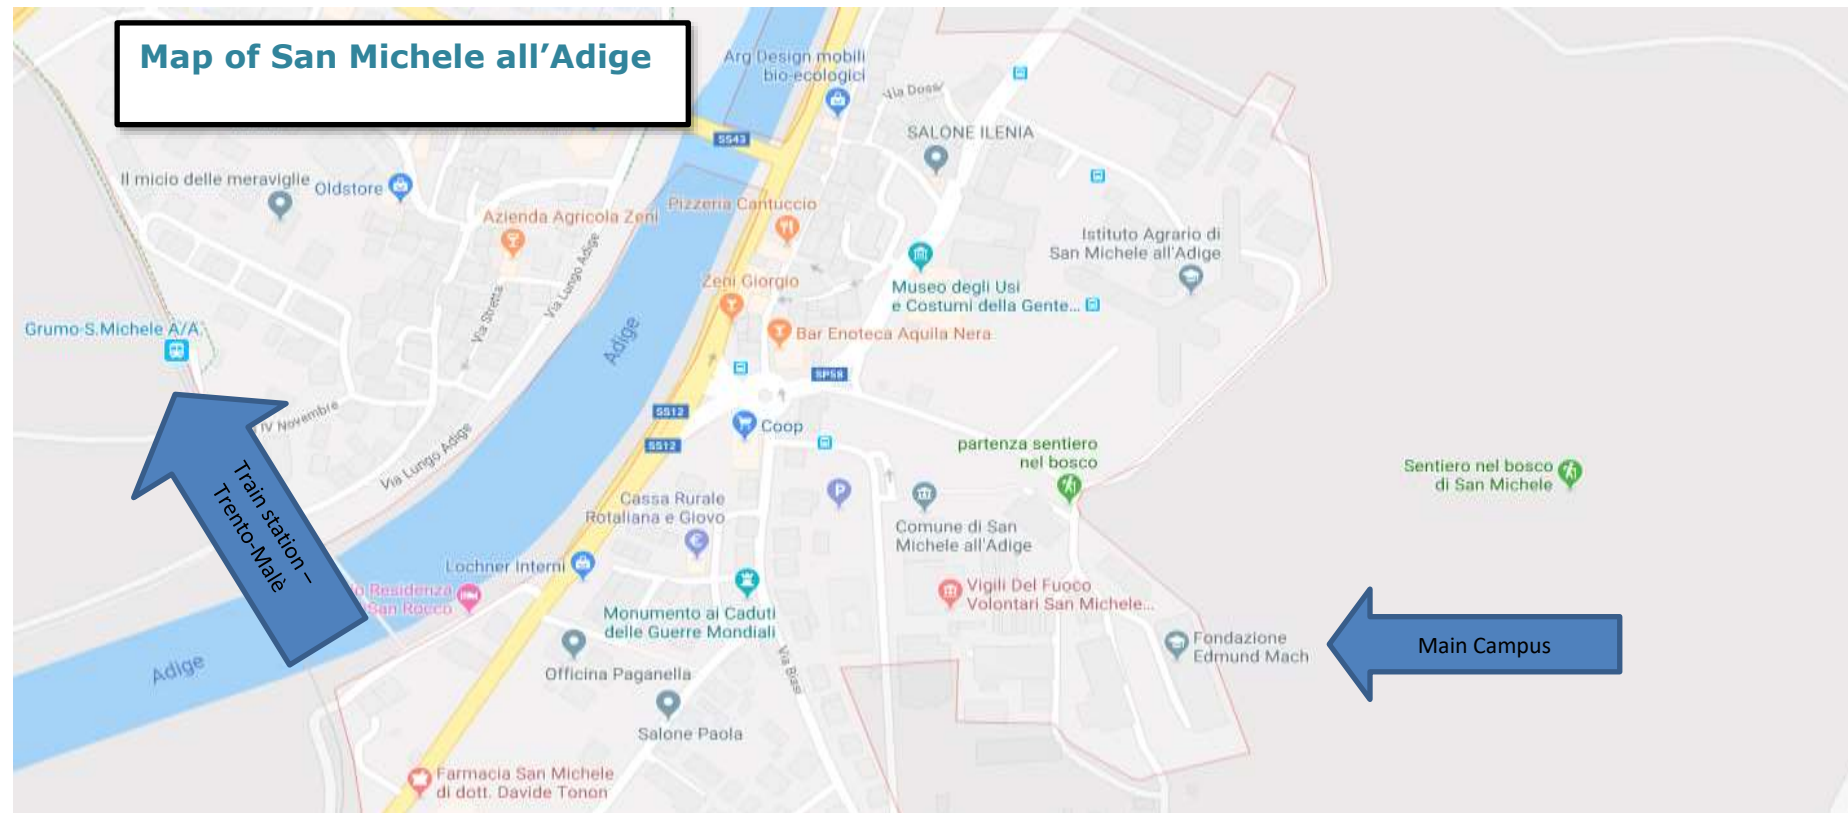 Map of San Michele all’Adige
Arg Design mobili
bio-ecologici
Via Dossi
SALONE ILENIA
SS43
Il micio delle meraviglie
Oldstore
Azienda Agricola Zeni
Pizzeria Cantuccio
Istituto Agrario di
San Michele all'Adige
Via Lungo Adige
Via Stretta
Zeni Giorgio
Museo degli Usi
e Costumi della Gente...
Grumo-S.Michele A/A
Adige
Bar Enoteca Aquila Nera
SP58
SS12
IV Novembre
Coop
SS12
Via Lungo Adige
partenza sentiero
nel bosco
Sentiero nel bosco
di San Michele
Train station –
Trento-Malè
Cassa Rurale
Rotaliana e Giovo
P
Comune di San
Michele all'Adige
Lochner Interni
Residenza
San Rocco
Vigili Del Fuoco
Volontari San Michele...
Monumento ai Caduti
delle Guerre Mondiali
Fondazione
Edmund Mach
Main Campus
Adige
Officina Paganella
Via Biasi
Salone Paola
Farmacia San Michele
di dott. Davide Tonon